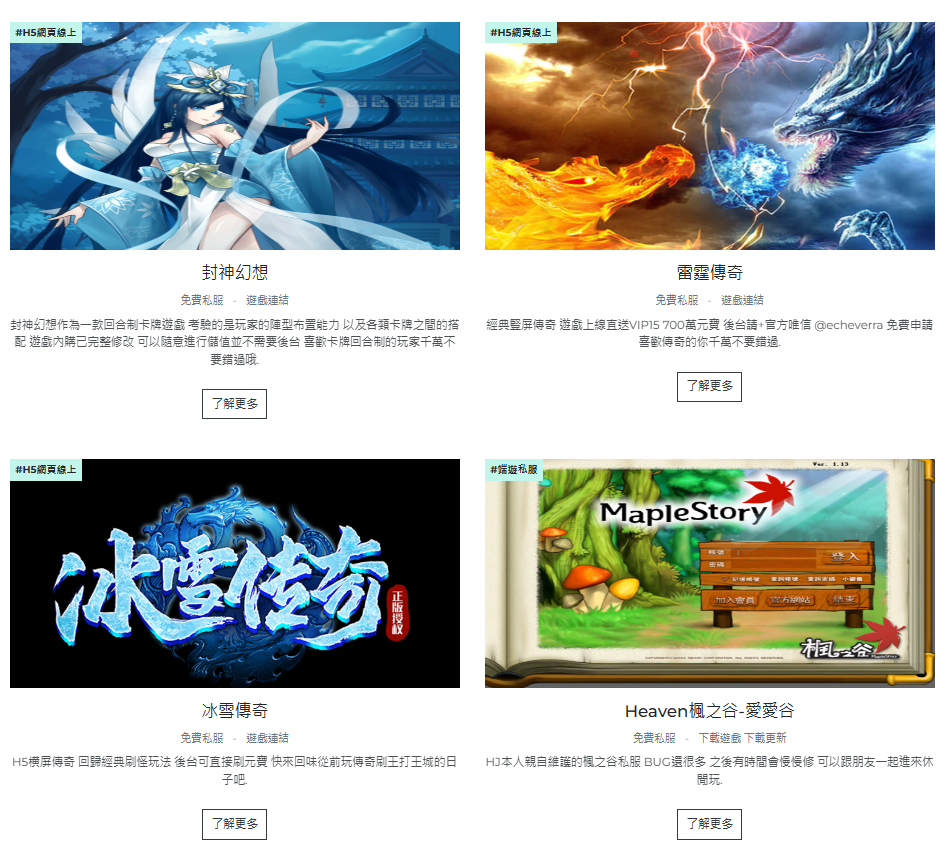 #H5網頁線上
封神幻想
免費私服 - 遊戲連結
封神幻想作為一款回合制卡牌遊戲 考驗的是玩家的陣型布置能力 以及各類卡牌之間的搭
配 遊戲內購已完整修改 可以隨意進行儲值並不需要後台 喜歡卡牌回合制的玩家千萬不
要錯過哦.
了解更多
#H5網頁線上
雷霆傳奇
免費私服 - 遊戲連結
經典豎屏傳奇 遊戲上線直送VIP15 700萬元寶 後台請+官方唯信 @echeverra 免費申請
喜歡傳奇的你千萬不要錯過.
了解更多
#H5網頁線上
冰雪传奇
正版授权
冰雪傳奇
免費私服 - 遊戲連結
H5橫屏傳奇 回歸經典刷怪玩法 後台可直接刷元寶 快來回味從前玩傳奇刷王打王城的日
子吧.
了解更多
#端遊私服
Ver. 1.13
MapleStory
帳號
登入
密碼
記憶帳號 查詢帳號 查詢密碼 小鍵盤
加入會員 官方網站 結束
楓之谷
MapleStory
Heaven楓之谷-愛愛谷
免費私服 - 下載遊戲 下載更新
HJ本人親自維護的楓之谷私服 BUG還很多 之後有時間會慢慢修 可以跟朋友一起進來休
閒玩.
了解更多